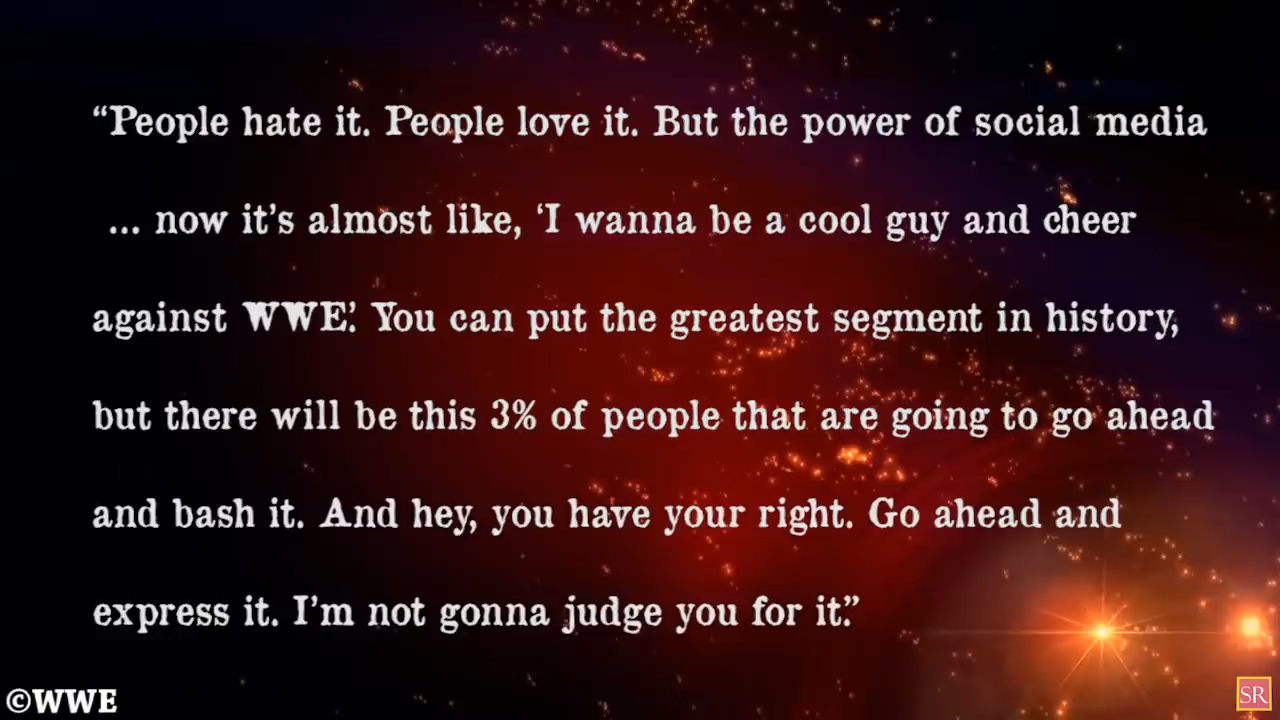 “People hate it. People love it. But the power of social media
... now it’s almost like, ‘I wanna be a cool guy and cheer
against WWE’. You can put the greatest segment in history,
but there will be this 3% of people that are going to go ahead
and bash it. And hey, you have your right. Go ahead and
express it. I’m not gonna judge you for it.”
©WWE
SR